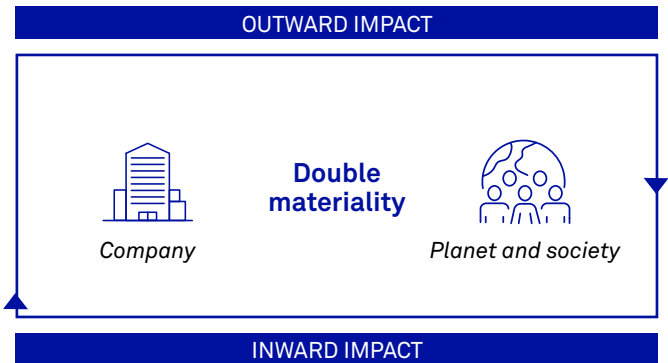 OUTWARD IMPACT
Double
materiality
Company
Planet and society
INWARD IMPACT